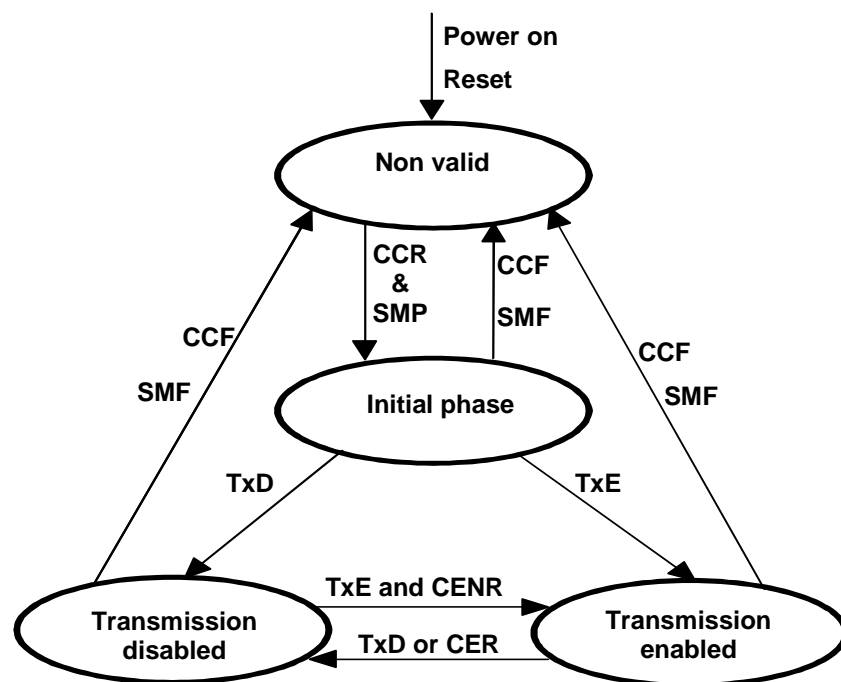 Power on
Reset
Non valid
CCR
&
SMP
CCF
SMF
CCF
SMF
CCF
SMF
Initial phase
TxD
TxE
Transmission
disabled
TxE and CENR
TxD or CER
Transmission
enabled